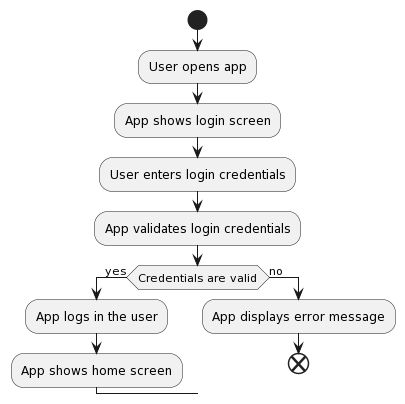 User opens app
App shows login screen
User enters login credentials
App validates login credentials
yes
Credentials are valid
no
App logs in the user
App displays error message
App shows home screen